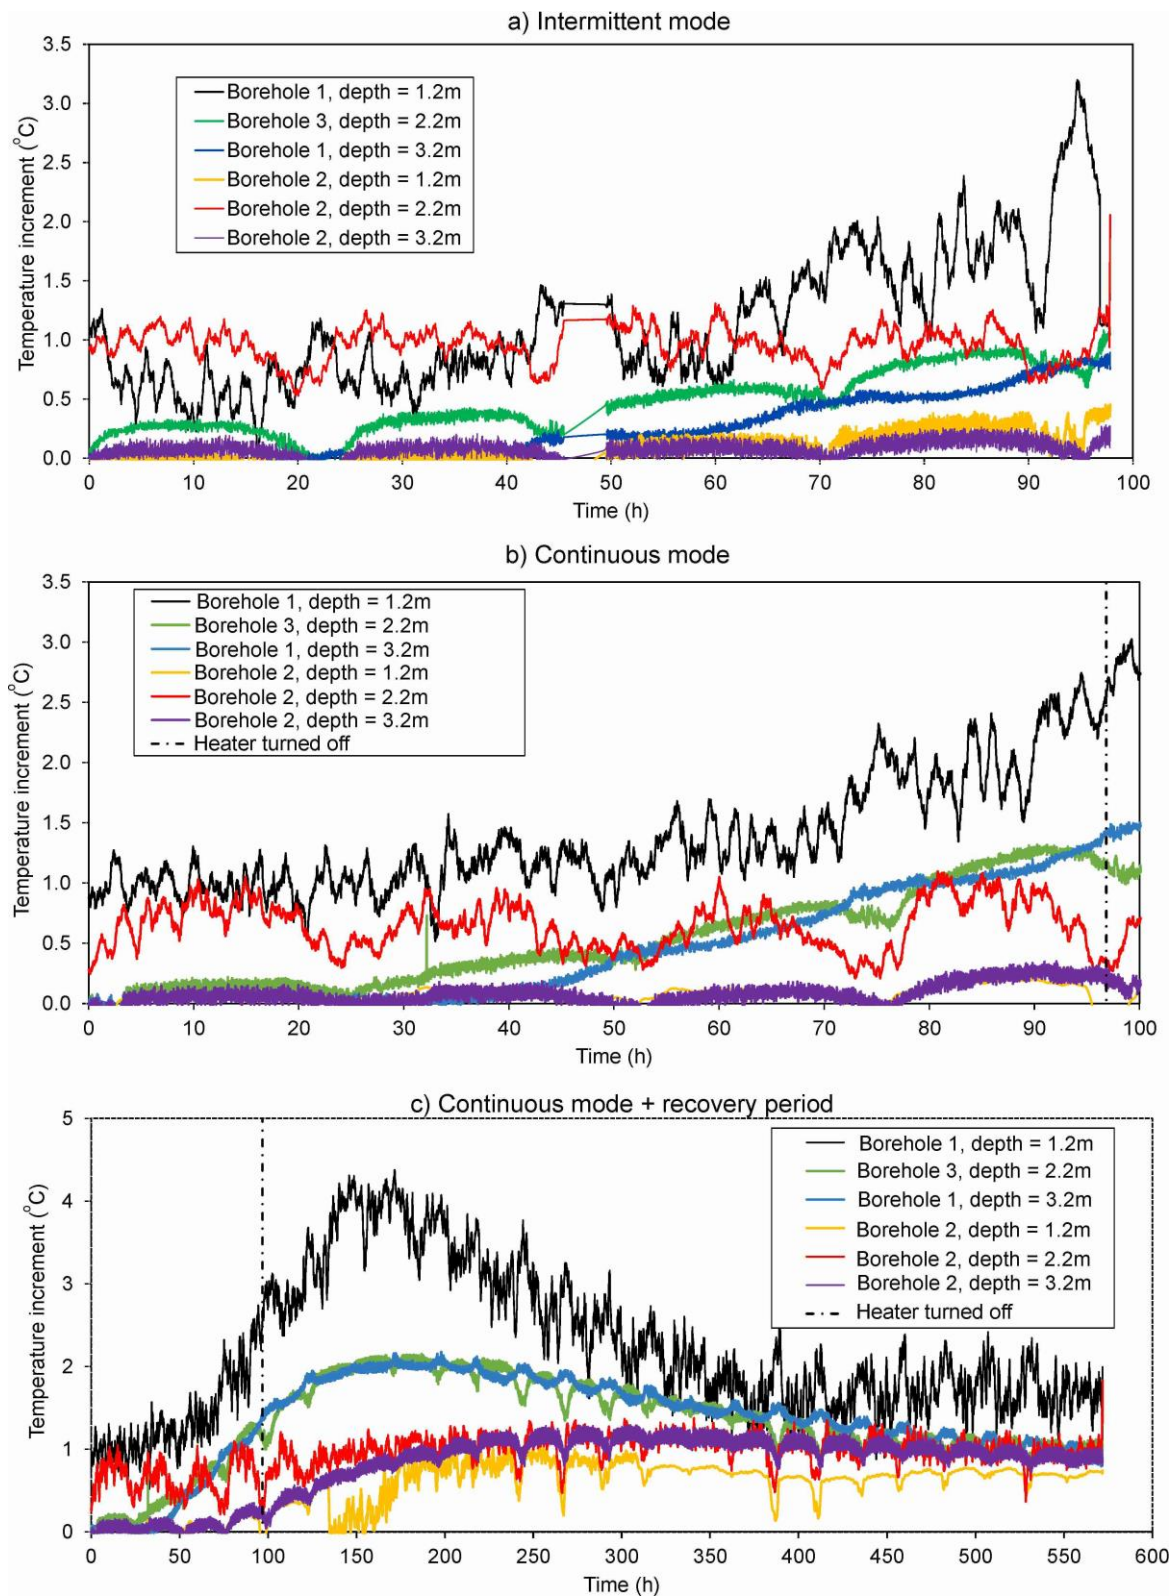 a) Intermittent mode
3.5
3.0
2.5
2.0
1.5
1.0
0.5
0.0
Temperature increment (°C)
Borehole 1, depth = 1.2m
Borehole 3, depth = 2.2m
Borehole 1, depth = 3.2m
Borehole 2, depth = 1.2m
Borehole 2, depth = 2.2m
Borehole 2, depth = 3.2m
0 10 20 30 40 50 60 70 80 90 100
Time (h)
b) Continuous mode
3.5
3.0
2.5
2.0
1.5
1.0
0.5
0.0
Temperature increment (°C)
Borehole 1, depth = 1.2m
Borehole 3, depth = 2.2m
Borehole 1, depth = 3.2m
Borehole 2, depth = 1.2m
Borehole 2, depth = 2.2m
Borehole 2, depth = 3.2m
Heater turned off
0 10 20 30 40 50 60 70 80 90 100
Time (h)
c) Continuous mode + recovery period
5
4
3
2
1
0
Temperature increment (°C)
Borehole 1, depth = 1.2m
Borehole 3, depth = 2.2m
Borehole 1, depth = 3.2m
Borehole 2, depth = 1.2m
Borehole 2, depth = 2.2m
Borehole 2, depth = 3.2m
Heater turned off
0 50 100 150 200 250 300 350 400 450 500 550 600
Time (h)